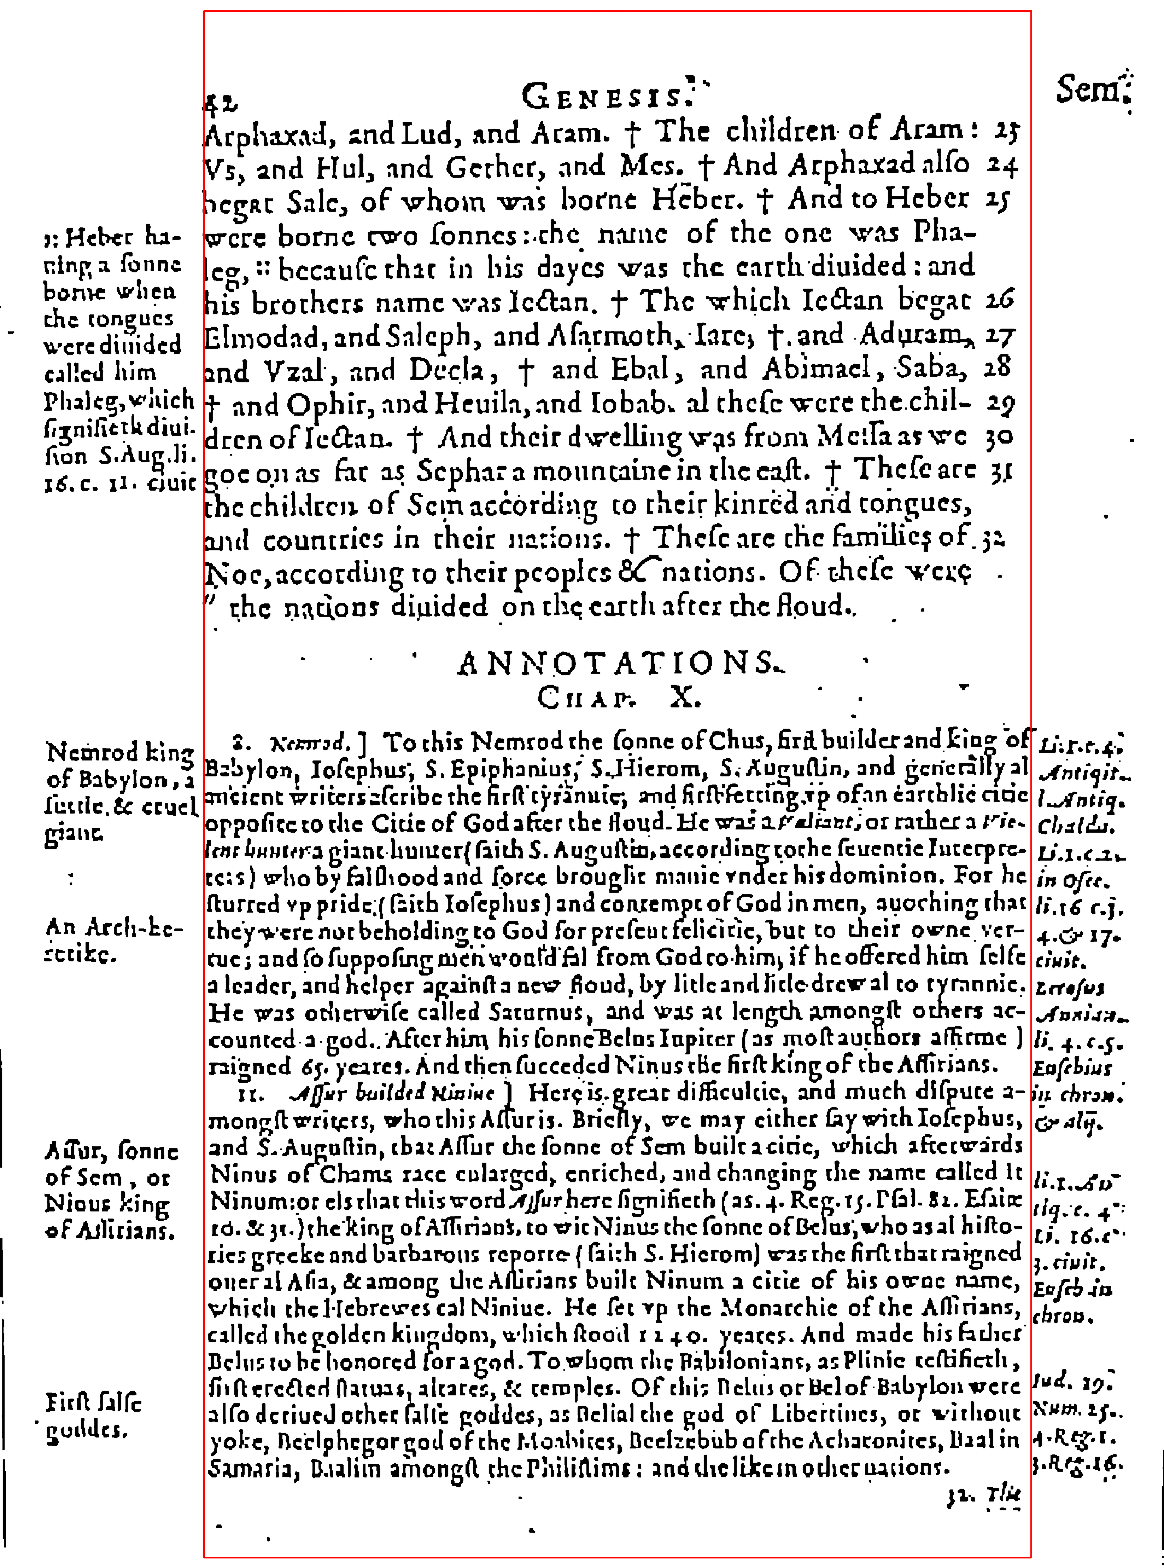 42 GENESIS. Sem.
Arphaxad, and Lud, and Aram. † The children of Aram: 23
Vs, and Hul, and Gether, and Mes. † And Arphaxad alſo 24
begat Sale, of whom was borne Heber. † And to Heber 25
were borne two ſonnes: the name of the one was Pha-
leg, :: becauſe that in his dayes was the earth diuided: and
his brothers name was Iectan. † The which Iectan begat 26
Elmodad, and Saleph, and Aſarmoth, Iare, † and Aduram, 27
and Vzal, and Decla, † and Ebal, and Abimael, Saba, 28
† and Ophir, and Heuila, and Iobab. al theſe were the chil- 29
dren of Iectan. † And their dwelling was from Meſſa as we 30
goe on as far as Sephar a mountaine in the eaſt. † Theſe are 31
the children of Sem according to their kinred and tongues,
and countries in their nations. † Theſe are the families of 32
Noe, according to their peoples & nations. Of theſe were
" the nations diuided on the earth after the floud.
:: Heber ha-
uing a ſonne
borne when
the tongues
were diuided
called him
Phaleg, which
ſignifieth diui-
ſion S. Aug. li.
16. c. 11. ciuit
ANNOTATIONS.
CHAP. X.
8. Nemrod.] To this Nemrod the ſonne of Chus, firſt builder and king of
Babylon, Ioſephus, S. Epiphanius, S. Hierom, S. Auguſtin, and generally al
ancient writers aſcribe the firſt tyrannie, and firſt ſetting vp of an earthlie citie
oppoſite to the Citie of God after the floud. He was a valiant, or rather a vio-
lent hunter a giant hunter (ſaith S. Auguſtin, according to the ſeuentie Interpre-
ters) who by falſhood and force brought manie vnder his dominion. For he
ſturred vp pride (ſaith Ioſephus) and contempt of God in men, auoching that
they were not beholding to God for preſent felicitie, but to their owne ver-
tue; and ſo ſuppoſing men would fal from God to him, if he offered him ſelfe
a leader, and helper againſt a new floud, by litle and litle drew al to tyrannie.
He was otherwiſe called Saturnus, and was at length amongſt others ac-
counted a god. After him his ſonne Belus Iupiter (as moſt authors affirme)
raigned 65. yeares. And then ſucceded Ninus the firſt king of the Aſſirians.
11. Aſſur builded Niniue] Here is great difficultie, and much diſpute a-
mongſt writers, who this Aſſur is. Briefly, we may either ſay with Ioſephus,
and S. Auguſtin, that Aſſur the ſonne of Sem built a citie, which afterwards
Ninus of Chams race enlarged, enriched, and changing the name called it
Ninum: or els that this word Aſſur here ſignifieth (as. 4. Reg. 15. Pſal. 82. Eſaie
10. & 31.) the king of Aſſirians, to wit Ninus the ſonne of Belus, who as al hiſto-
ries greeke and barbarous reporte (ſaith S. Hierom) was the firſt that raigned
ouer al Aſia, & among the Aſſirians built Ninum a citie of his owne name,
which the Hebrewes cal Niniue. He ſet vp the Monarchie of the Aſſirians,
called the golden kingdom, which ſtood 1240. yeares. And made his father
Belus to be honored for a god. To whom the Babilonians, as Plinie teſtifieth,
firſt erected ſtatuas, altares, & temples. Of this Belus or Bel of Babylon were
alſo deriued other falſe goddes, as Belial the god of Libertines, or without
yoke, Beelphegor god of the Moabites, Beelzebub of the Acharonites, Baal in
Samaria, Baalim amongſt the Philiſtims: and the like in other nations.
32. The
Nemrod king
of Babylon, a
ſuttle, & cruel
giant.
An Arch-he-
retike.
Aſſur, ſonne
of Sem, or
Ninus king
of Aſſirians.
Firſt falſe
goddes.
Li. 1. c. 4.
Antiqit.
l. Antiq.
Chalda.
Li. 1. c. 2.
in Oſee.
li. 16 c. 3.
4. & 17.
ciuit.
Beroſus
Annian.
li. 4. c. 5.
Euſebius
in chron.
& alij.
li. 1. An
tiq. c. 4
Li. 16. c
3. ciuit.
Euſeb in
chron.
Iud. 19.
Num. 25.
4. Reg. 1.
3. Reg. 16.